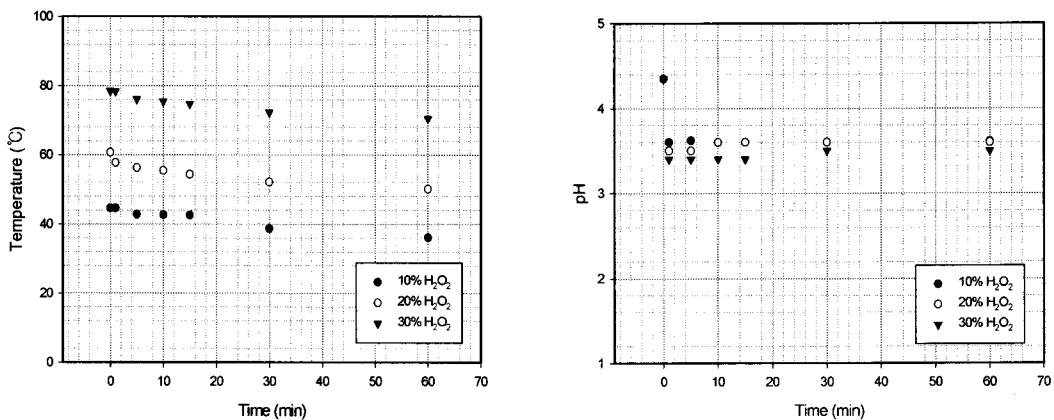 100
80
60
40
20
0
Temperature (℃)
0 10 20 30 40 50 60 70
Time (min)
10% H₂O₂
20% H₂O₂
30% H₂O₂
5
4
3
2
1
pH
0 10 20 30 40 50 60 70
Time (min)
10% H₂O₂
20% H₂O₂
30% H₂O₂